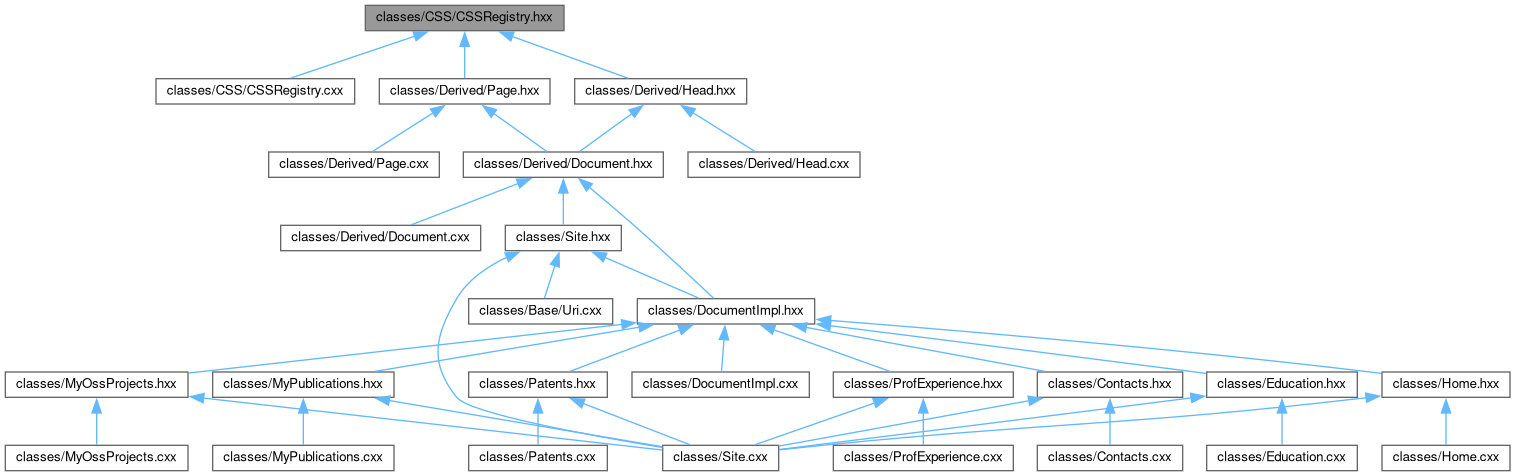 classes/CSS/CSSRegistry.hxx
classes/CSS/CSSRegistry.cxx
classes/Derived/Page.hxx
classes/Derived/Head.hxx
classes/Derived/Page.cxx
classes/Derived/Document.hxx
classes/Derived/Head.cxx
classes/Derived/Document.cxx
classes/Site.hxx
classes/Base/Uri.cxx
classes/DocumentImpl.hxx
classes/MyOssProjects.hxx
classes/MyPublications.hxx
classes/Patents.hxx
classes/DocumentImpl.cxx
classes/ProfExperience.hxx
classes/Contacts.hxx
classes/Education.hxx
classes/Home.hxx
classes/MyOssProjects.cxx
classes/MyPublications.cxx
classes/Patents.cxx
classes/Site.cxx
classes/ProfExperience.cxx
classes/Contacts.cxx
classes/Education.cxx
classes/Home.cxx